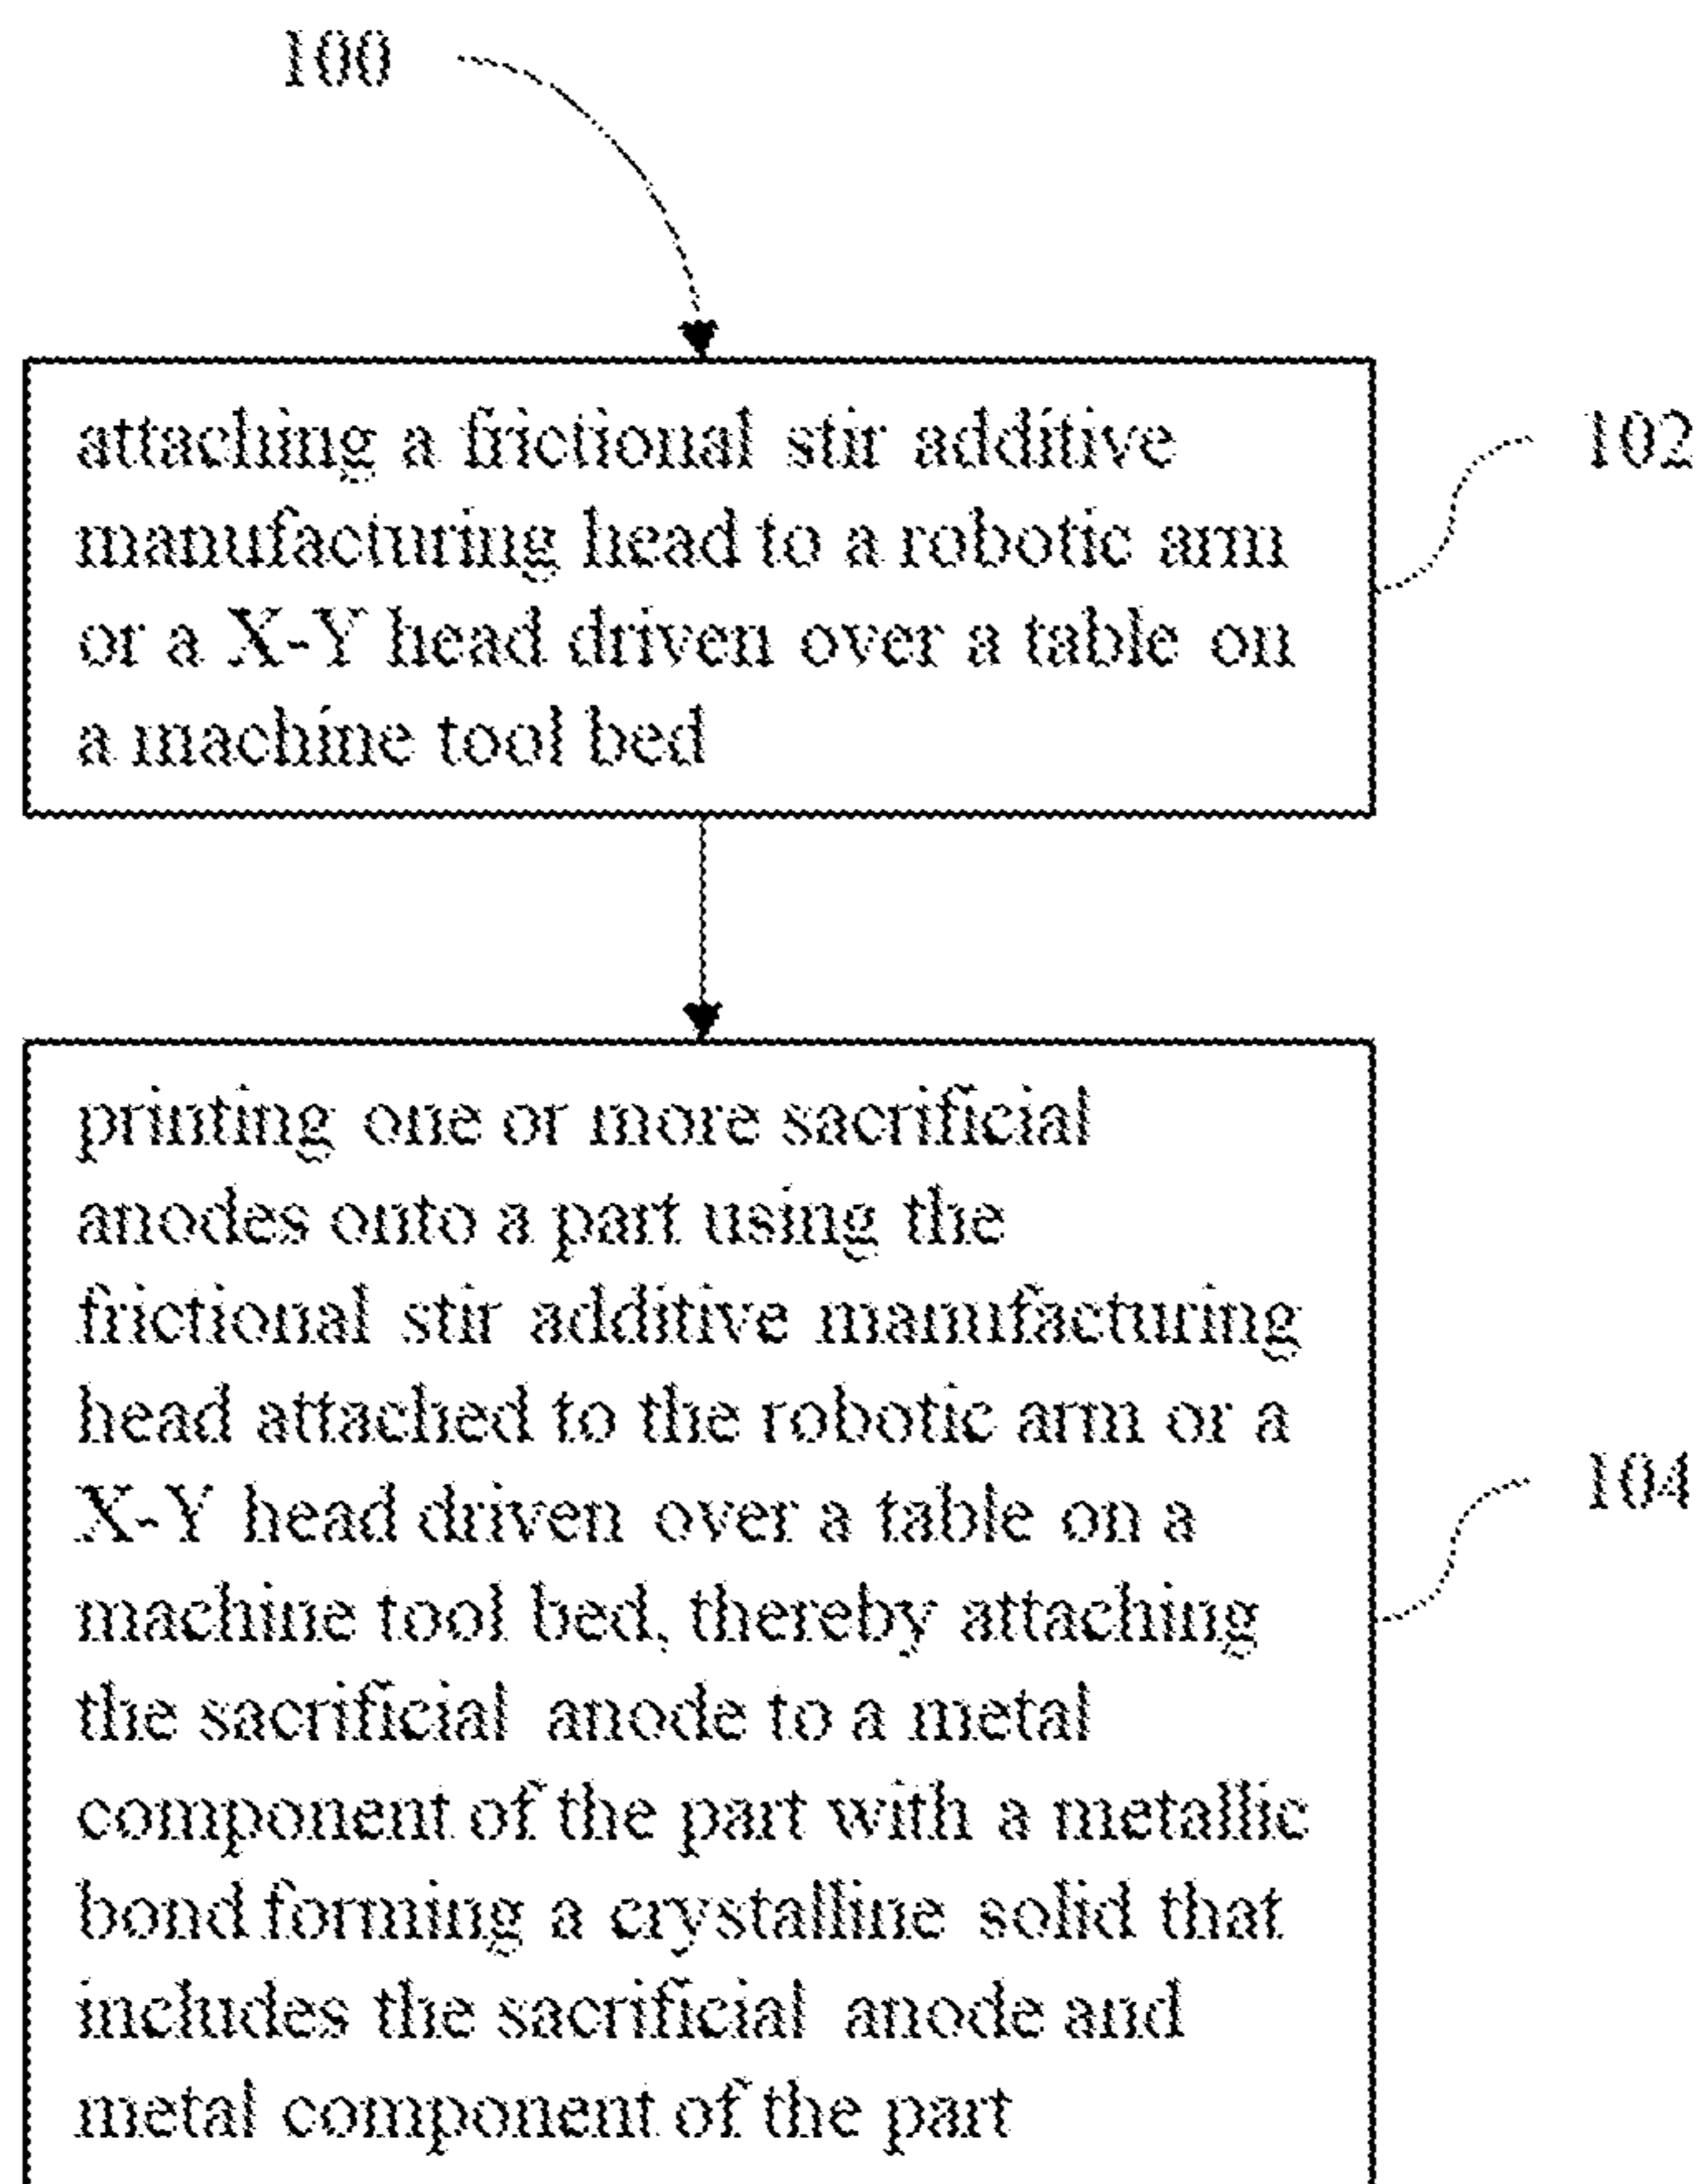 100
attaching a frictional stir additive
manufacturing head to a robotic arm
or a X-Y head driven over a table on
a machine tool bed
102
printing one or more sacrificial
anodes onto a part using the
frictional stir additive manufacturing
head attached to the robotic arm or a
X-Y head driven over a table on a
machine tool bed, thereby attaching
the sacrificial anode to a metal
component of the part with a metallic
bond forming a crystalline solid that
includes the sacrificial anode and
metal component of the part
104